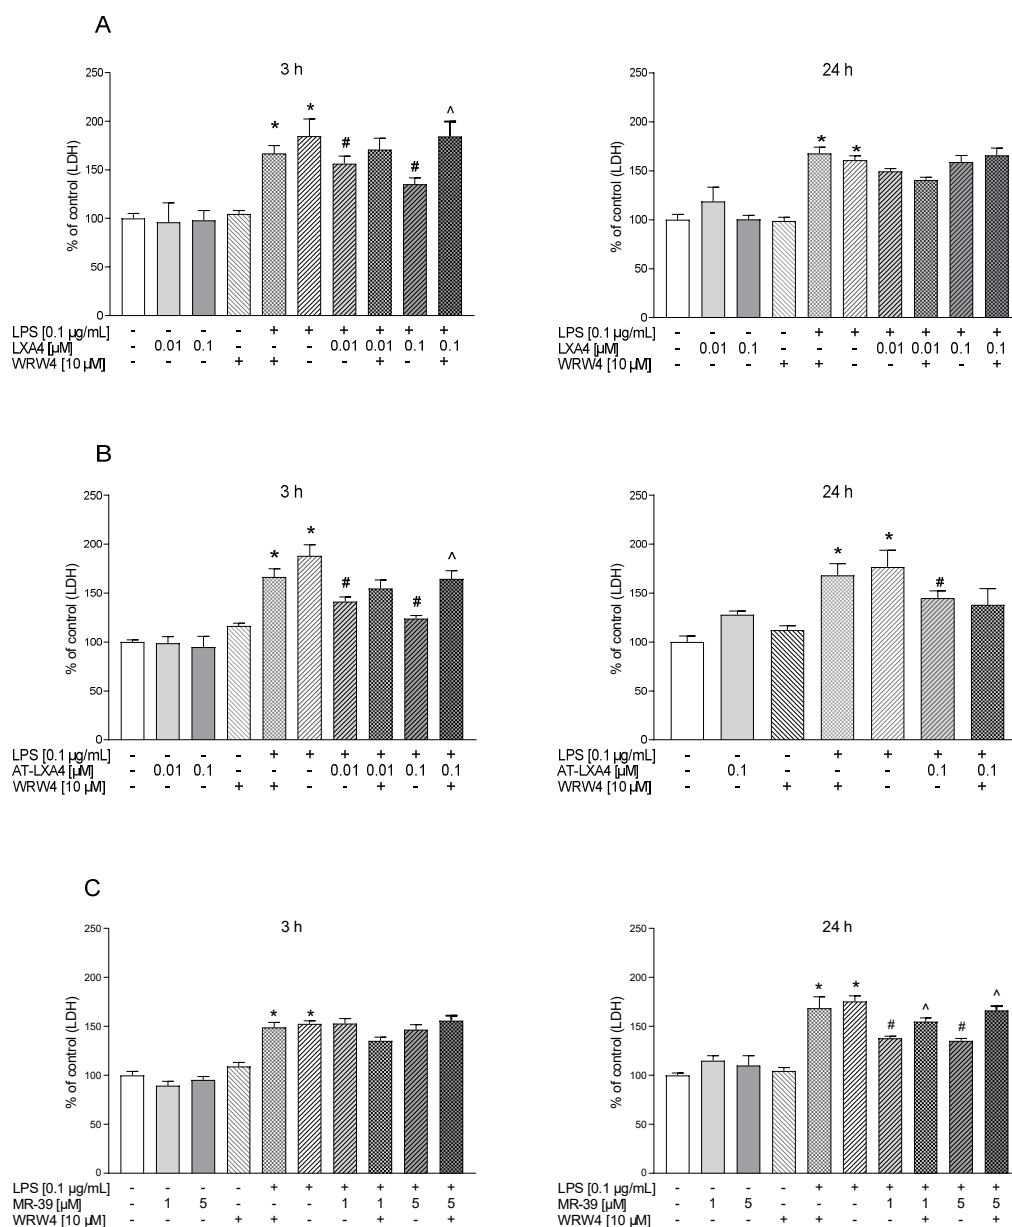 A
3 h
24 h
% of control (LDH)
250
200
150
100
50
0
* * # # ^
% of control (LDH)
250
200
150
100
50
0
* *
LPS [0.1 µg/mL] - - - - + + + + + +
LXA4 [µM] - 0.01 0.1 - - - 0.01 0.01 0.1 0.1
WRW4 [10 µM] - - - + + - - + - +
LPS [0.1 µg/mL] - - - - + + + + + +
LXA4 [µM] - 0.01 0.1 - - - 0.01 0.01 0.1 0.1
WRW4 [10 µM] - - - + + - - + - +
B
3 h
24 h
% of control (LDH)
250
200
150
100
50
0
* * # # ^
% of control (LDH)
250
200
150
100
50
0
* * #
LPS [0.1 µg/mL] - - - - + + + + + +
AT-LXA4 [µM] - 0.01 0.1 - - - 0.01 0.01 0.1 0.1
WRW4 [10 µM] - - - + + - - + - +
LPS [0.1 µg/mL] - - - + + + +
AT-LXA4 [µM] - 0.1 - - - 0.1 0.1
WRW4 [10 µM] - - + + - - +
C
3 h
24 h
% of control (LDH)
250
200
150
100
50
0
* *
% of control (LDH)
250
200
150
100
50
0
* * # ^ # ^
LPS [0.1 µg/mL] - - - - + + + + + +
MR-39 [µM] - 1 5 - - - 1 1 5 5
WRW4 [10 µM] - - - + + - - + - +
LPS [0.1 µg/mL] - - - - + + + + + +
MR-39 [µM] - 1 5 - - - 1 1 5 5
WRW4 [10 µM] - - - + + - - + - +